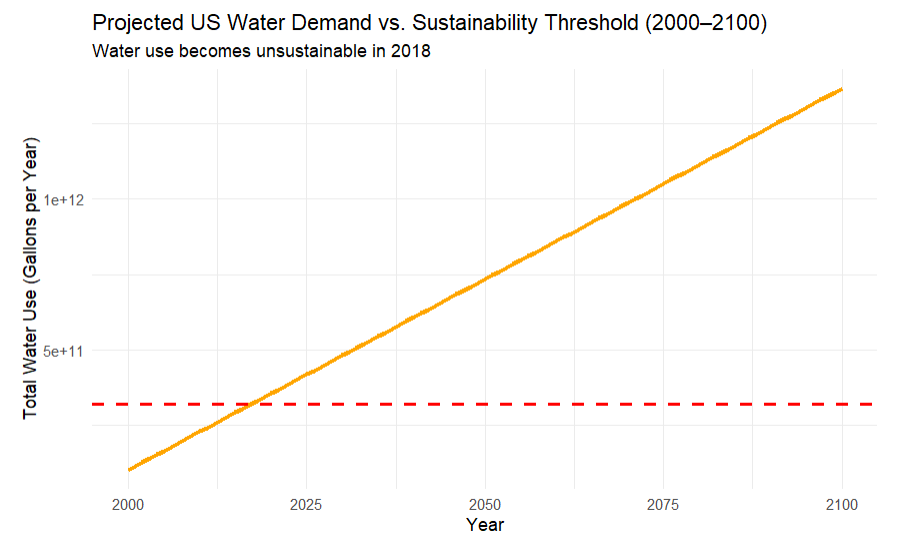 Projected US Water Demand vs. Sustainability Threshold (2000–2100)
Water use becomes unsustainable in 2018
Total Water Use (Gallons per Year)
1e+12
5e+11
2000 2025 2050 2075 2100
Year